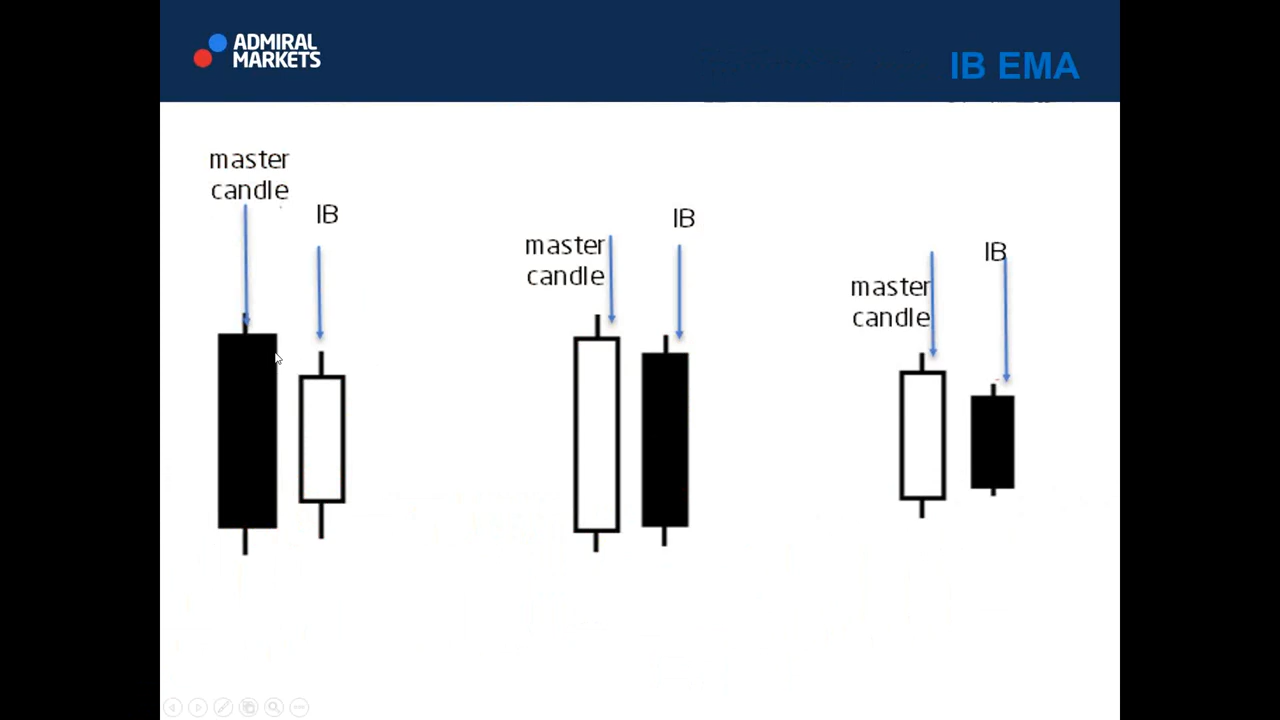 ADMIRAL
MARKETS
IB EMA
master
candle
IB
master
candle
IB
master
candle
IB